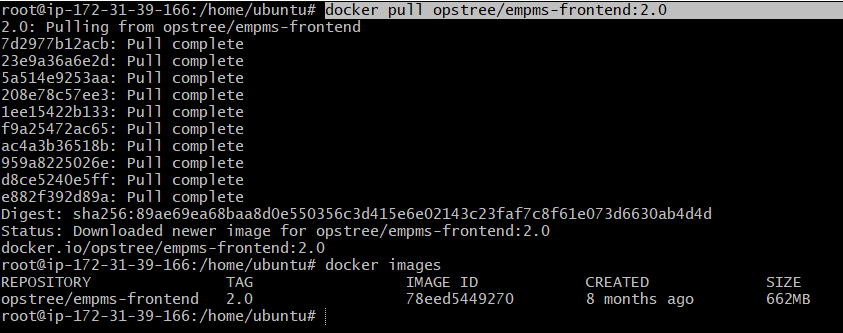 root@ip-172-31-39-166:/home/ubuntu# docker pull opstree/empms-frontend:2.0
2.0: Pulling from opstree/empms-frontend
7d2977b12acb: Pull complete
23e9a36a6e2d: Pull complete
5a514e9253aa: Pull complete
208e78c57ee3: Pull complete
1ee15422b133: Pull complete
f9a25472ac65: Pull complete
ac4a3b36518b: Pull complete
959a8225026e: Pull complete
d8ce5240e5ff: Pull complete
e882f392d89a: Pull complete
Digest: sha256:89ae69ea68baa8d0e550356c3d415e6e02143c23faf7c8f61e073d6630ab4d4d
Status: Downloaded newer image for opstree/empms-frontend:2.0
docker.io/opstree/empms-frontend:2.0
root@ip-172-31-39-166:/home/ubuntu# docker images
REPOSITORY TAG IMAGE ID CREATED SIZE
opstree/empms-frontend 2.0 78eed5449270 8 months ago 662MB
root@ip-172-31-39-166:/home/ubuntu#